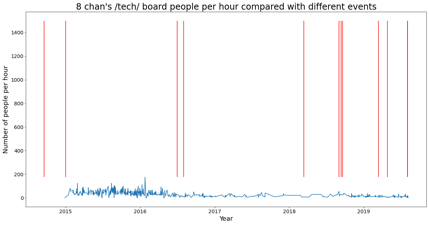 8 chan's /tech/ board people per hour compared with different events
Number of people per hour
1400
1200
1000
800
600
400
200
0
2015 2016 2017 2018 2019
Year